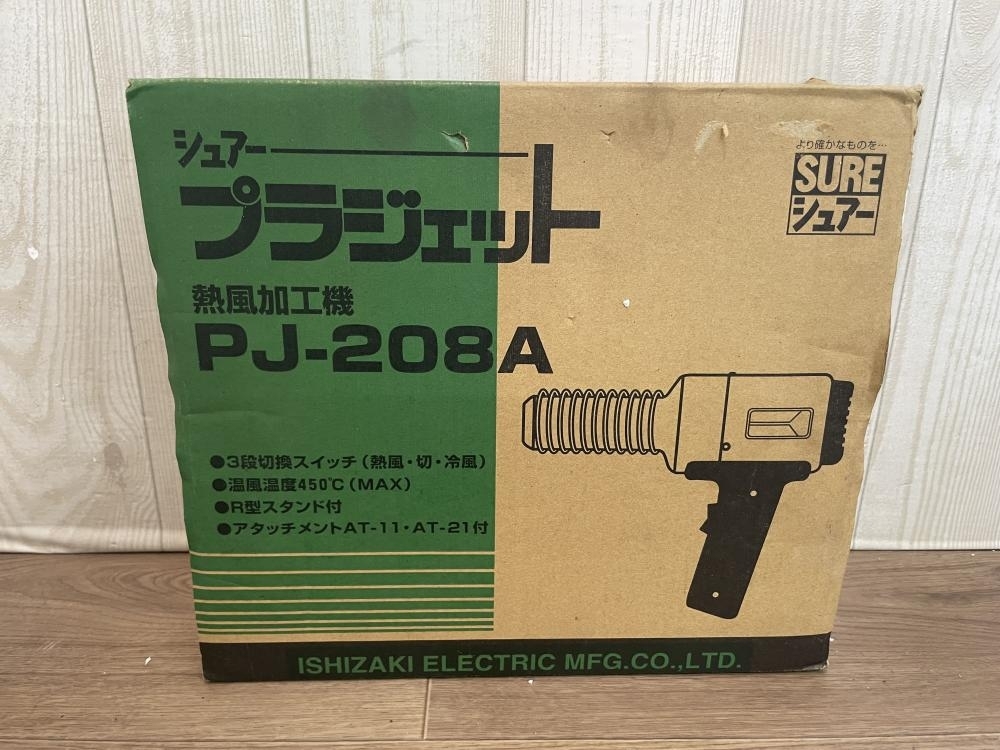 シュアー
プラジェット
熱風加工機
PJ-208A
より確かなものを…
SURE
シュアー
●3段切換スイッチ(熱風・切・冷風)
●温風温度450℃(MAX)
●R型スタンド付
●アタッチメントAT-11・AT-21付
ISHIZAKI ELECTRIC MFG.CO.,LTD.